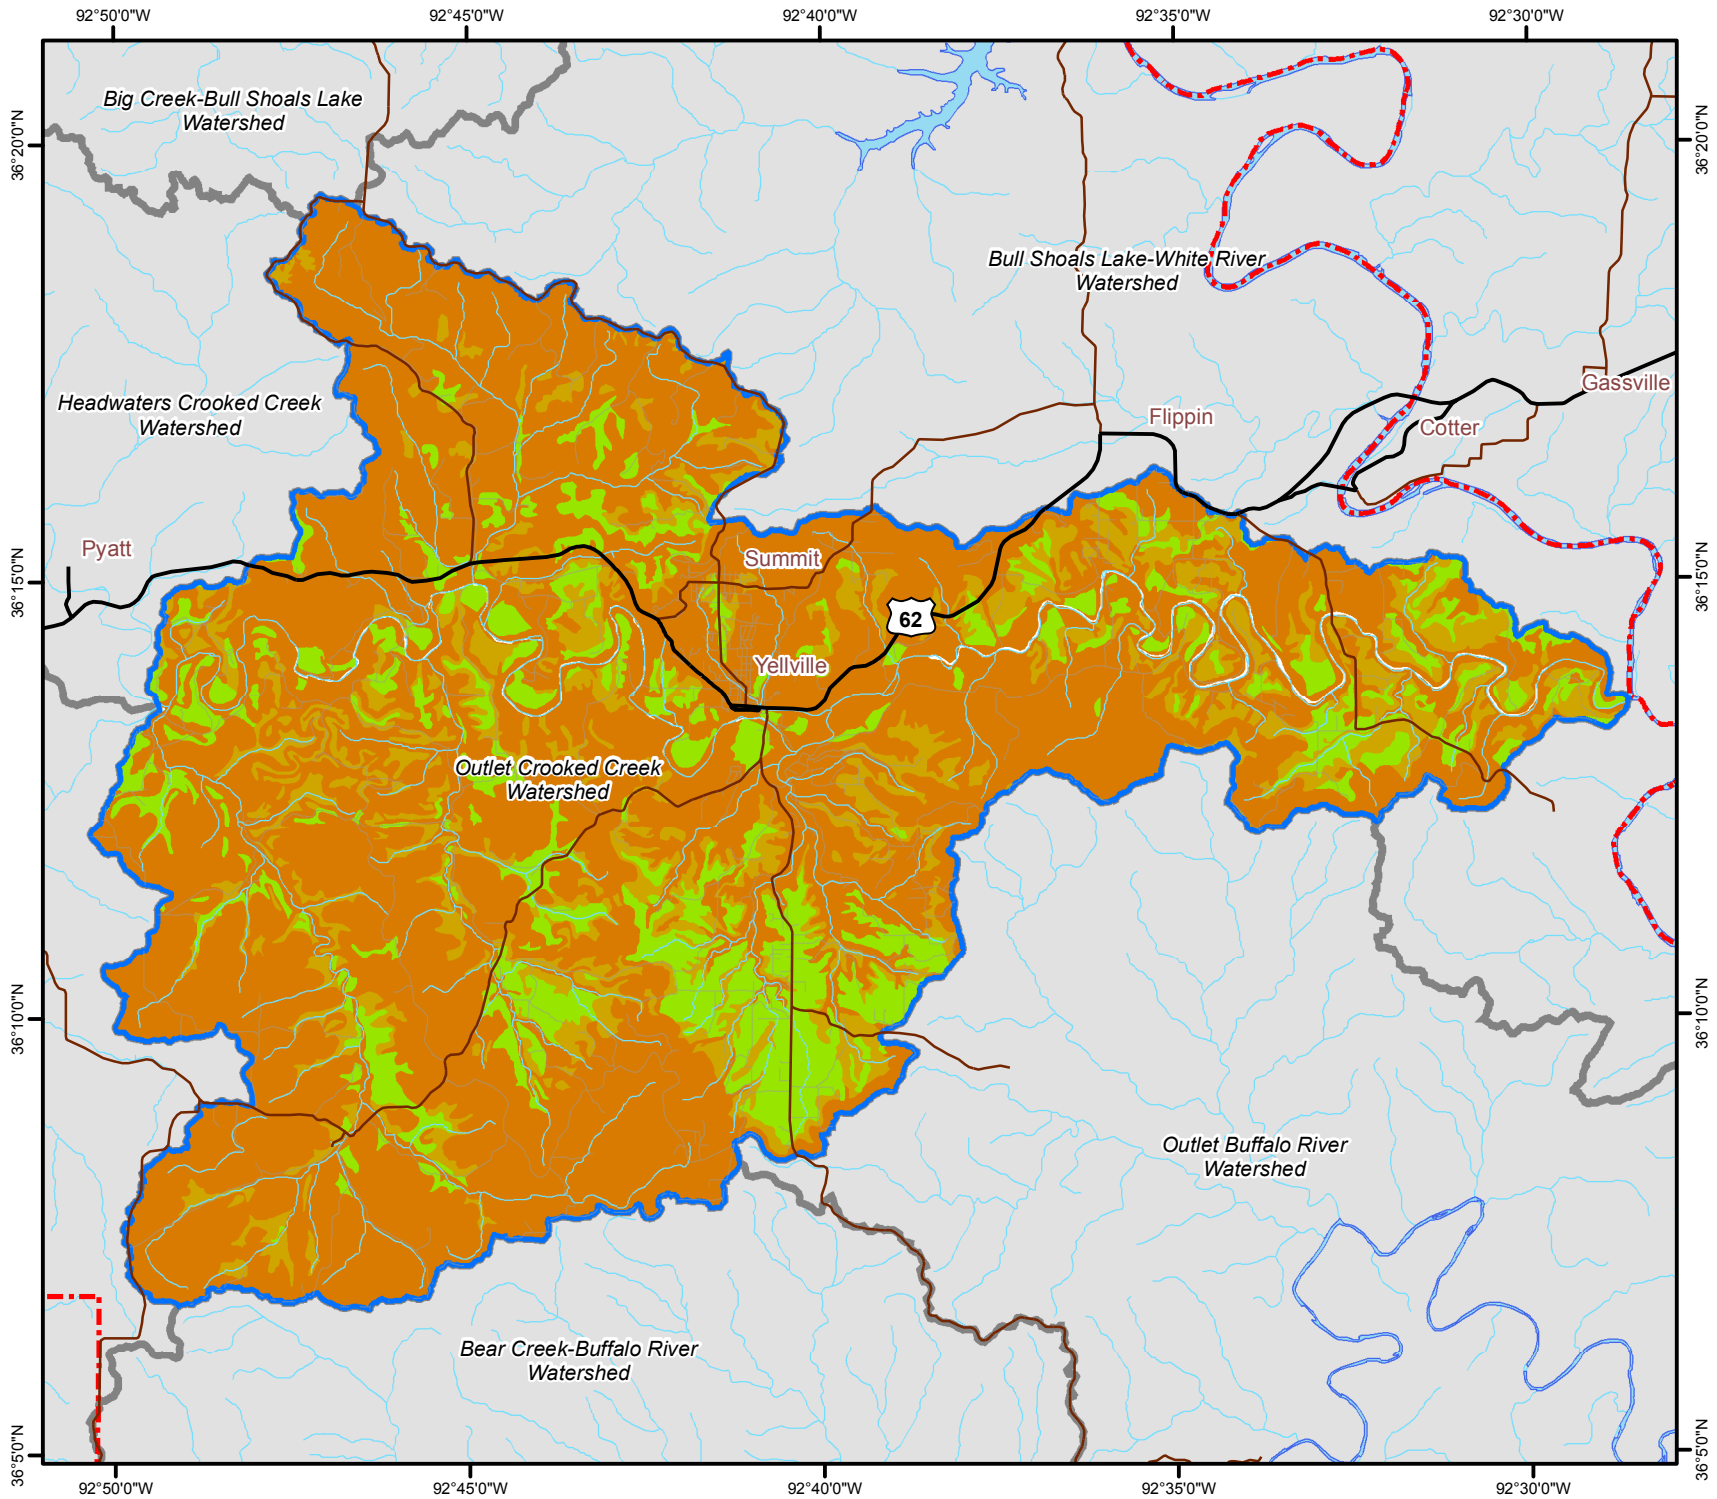 92°50'0"W
92°45'0"W
92°40'0"W
92°35'0"W
92°30'0"W
Big Creek-Bull Shoals Lake
Watershed
36°20'0"N
36°20'0"N
Bull Shoals Lake-White River
Watershed
Headwaters Crooked Creek
Watershed
Gassville
Flippin
Cotter
Pyatt
Summit
36°15'0"N
36°15'0"N
62
Yellville
Outlet Crooked Creek
Watershed
36°10'0"N
36°10'0"N
Outlet Buffalo River
Watershed
Bear Creek-Buffalo River
Watershed
36°5'0"N
36°5'0"N
92°50'0"W
92°45'0"W
92°40'0"W
92°35'0"W
92°30'0"W